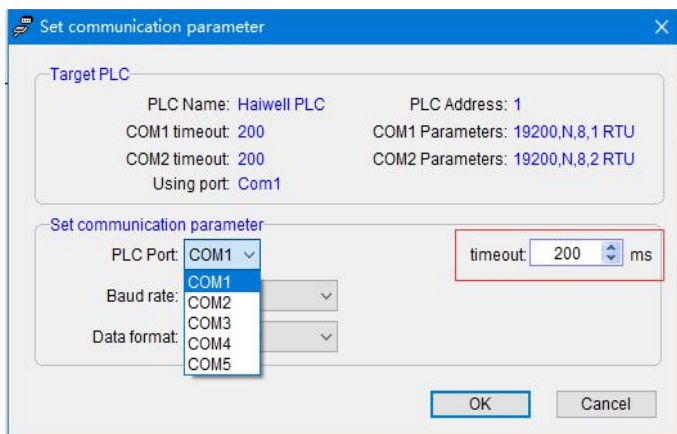 Set communication parameter
Target PLC
PLC Name: Haiwell PLC PLC Address: 1
COM1 timeout: 200 COM1 Parameters: 19200,N,8,1 RTU
COM2 timeout: 200 COM2 Parameters: 19200,N,8,2 RTU
Using port: Com1
Set communication parameter
PLC Port: COM1 timeout: 200 ms
COM1
Baud rate: COM2
COM3
Data format: COM4
COM5
OK Cancel